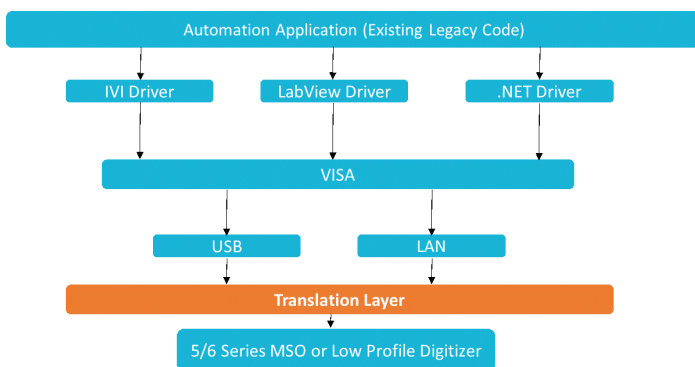 Automation Application (Existing Legacy Code)
IVI Driver
LabView Driver
.NET Driver
VISA
USB
LAN
Translation Layer
5/6 Series MSO or Low Profile Digitizer